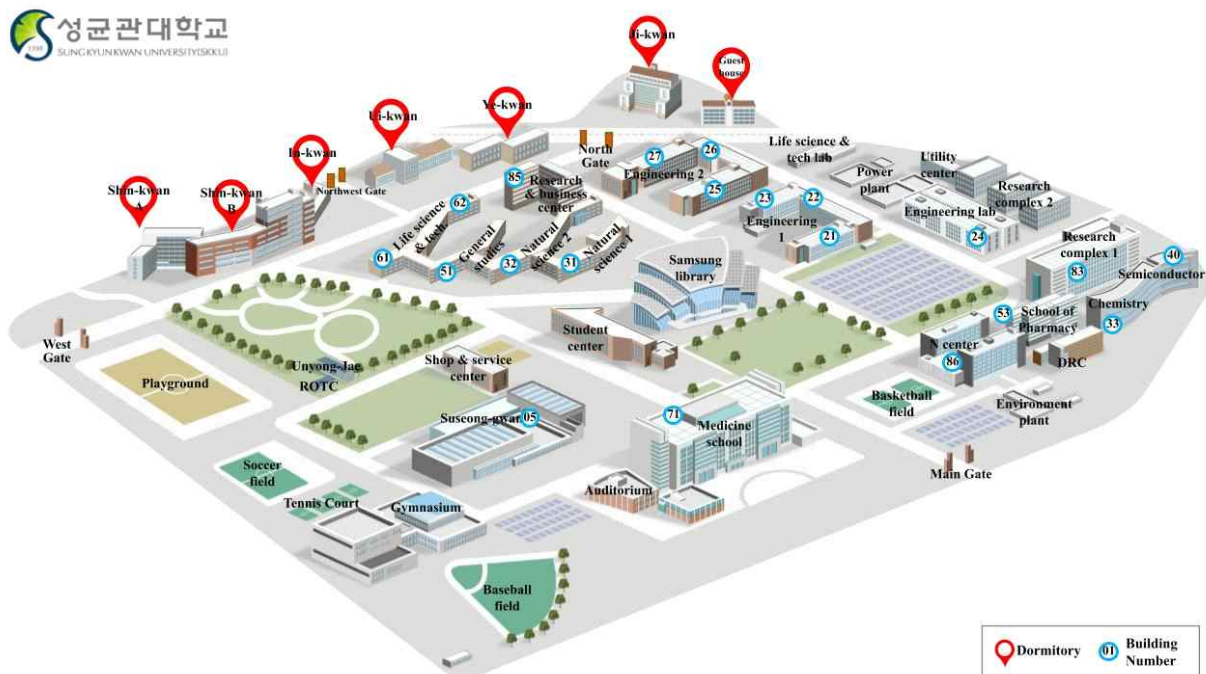 성균관대학교
1398
SUNG KYUN KWAN UNIVERSITY(SKKU)
Ji-kwan
Guest
house
Ye-kwan
Ui-kwan
In-kwan
Northwest Gate
Shin-kwan
A
Shin-kwan
B
North
Gate
27
26
Engineering 2
25
Life science &
tech lab
Power
plant
Utility
center
Research
complex 2
85
Research
& business
center
62
Life science
& tech.
61
General
studies
51
Natural
science 2
32
Natural
science 1
31
23
22
Engineering
1
21
Engineering lab
24
Research
complex 1
83
40
Semiconductor
Samsung
library
Chemistry
33
53
School of
Pharmacy
N center
86
DRC
Student
center
West
Gate
Playground
Unyong-Jae
ROTC
Shop & service
center
Basketball
field
Environment
plant
Suseong-gwan
05
71
Medicine
school
Main Gate
Soccer
field
Tennis Court
Gymnasium
Auditorium
Baseball
field
Dormitory
01
Building
Number